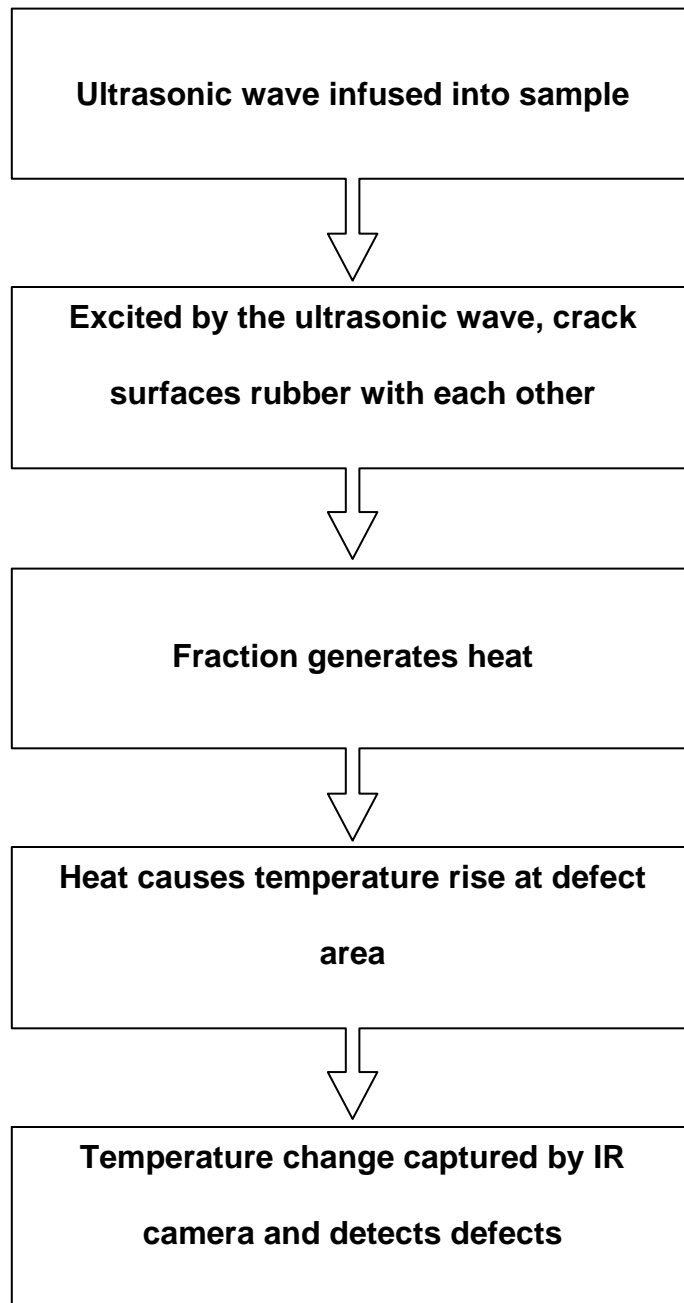 Ultrasonic wave infused into sample
Excited by the ultrasonic wave, crack
surfaces rubber with each other
Fraction generates heat
Heat causes temperature rise at defect
area
Temperature change captured by IR
camera and detects defects